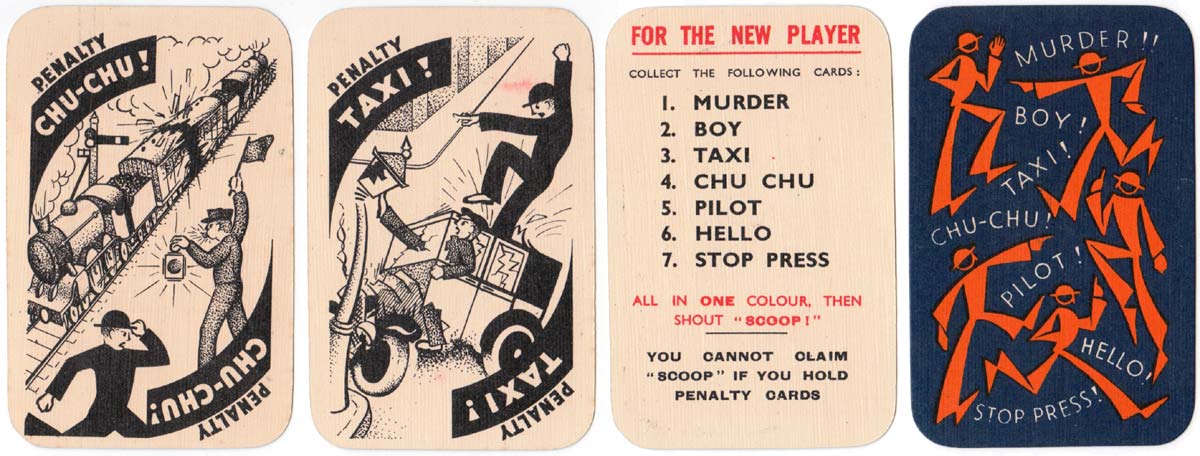 PENALTY
CHU-CHU!
CHU-CHU!
PENALTY
PENALTY
TAXI!
TAXI!
PENALTY
FOR THE NEW PLAYER
COLLECT THE FOLLOWING CARDS:
1. MURDER
2. BOY
3. TAXI
4. CHU CHU
5. PILOT
6. HELLO
7. STOP PRESS
ALL IN ONE COLOUR, THEN
SHOUT "SCOOP!"
YOU CANNOT CLAIM
"SCOOP" IF YOU HOLD
PENALTY CARDS
MURDER!!
BOY!
TAXI!
CHU-CHU!
PILOT!
HELLO!
STOP PRESS!